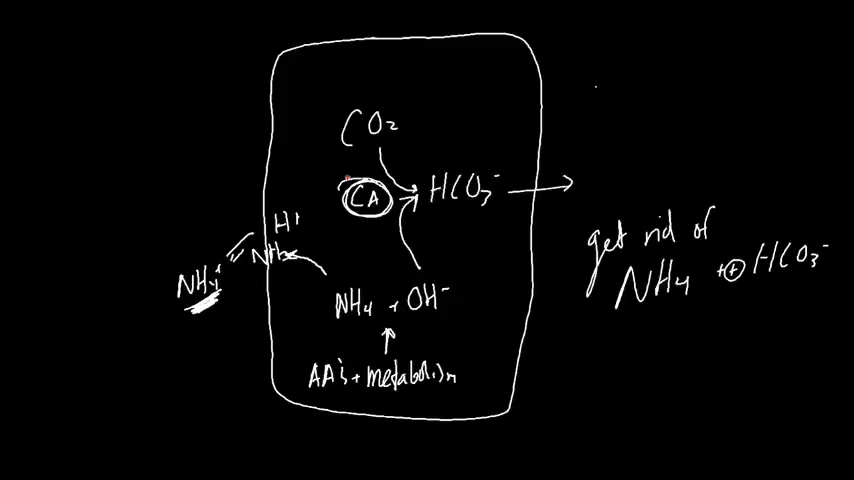 CO₂
CA
HCO₃⁻
H⁺
NH₃
NH₄⁺
get rid of
NH₄ + ⊕ HCO₃⁻
NH₄ + OH⁻
AA's + metabolism